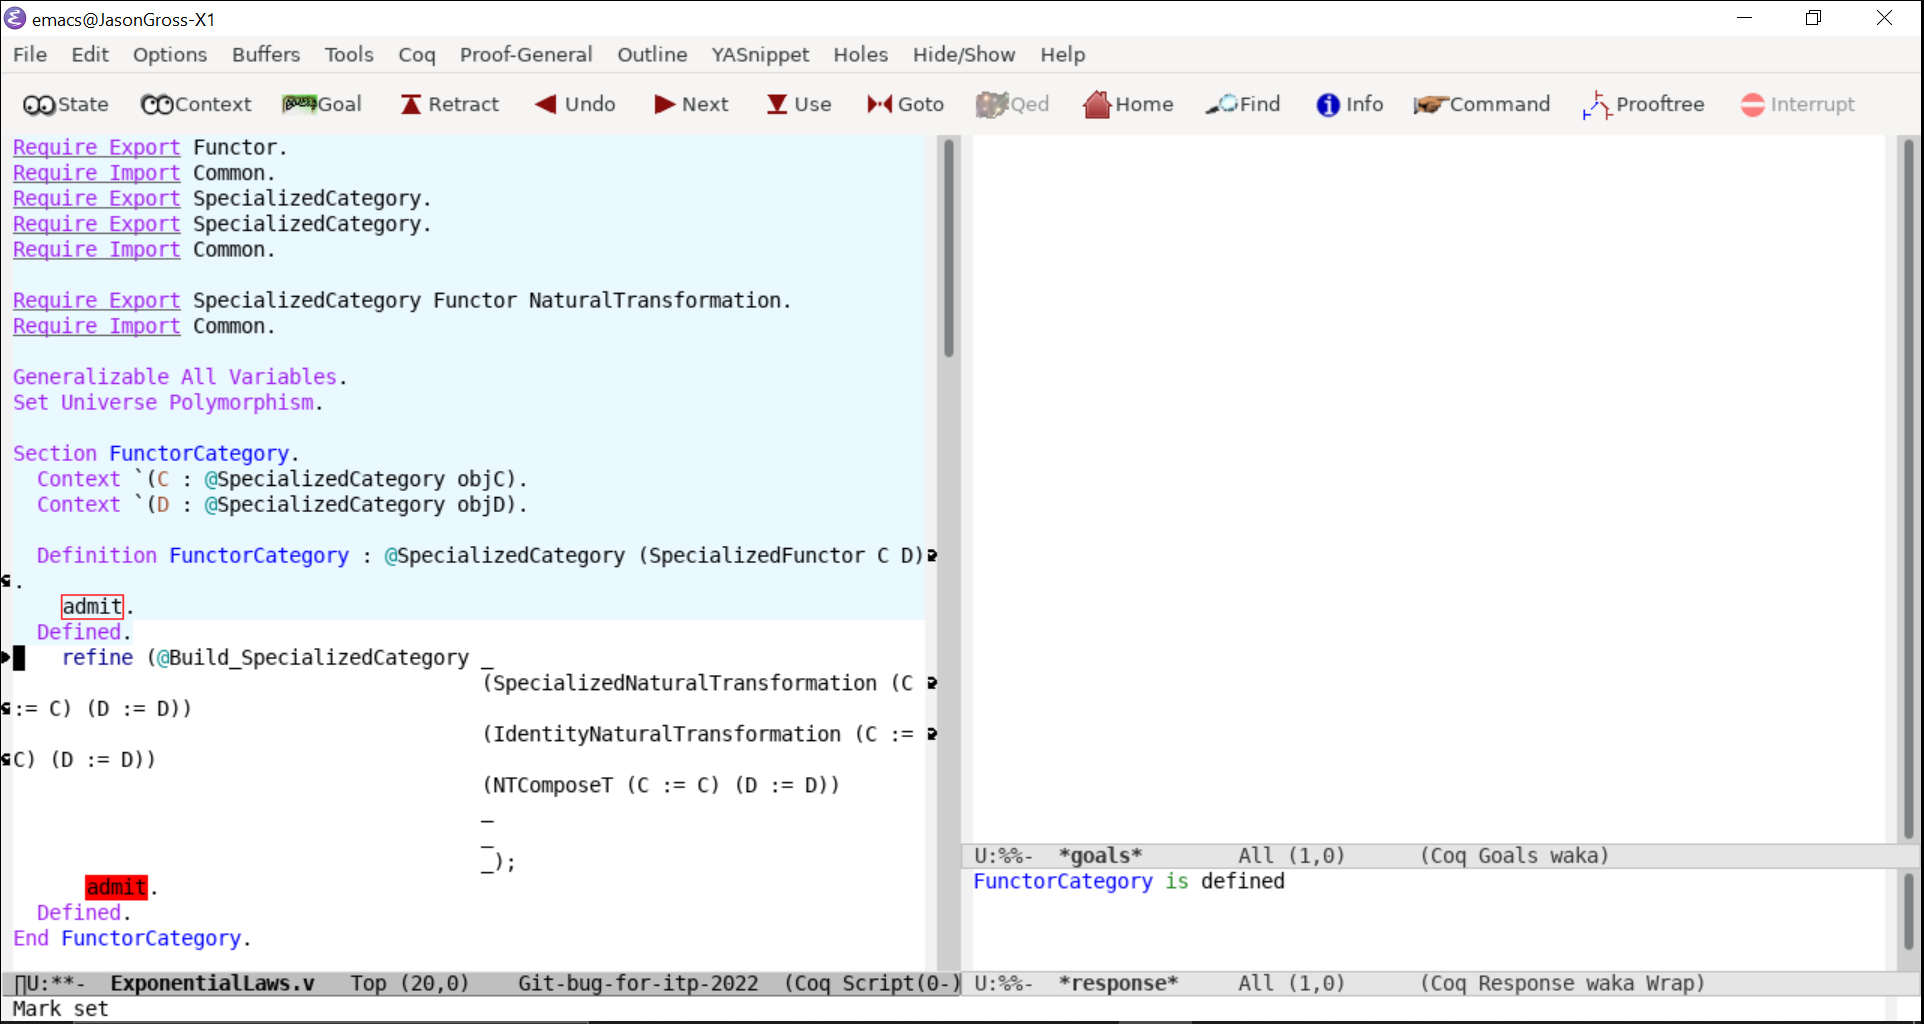 emacs@JasonGross-X1
File Edit Options Buffers Tools Coq Proof-General Outline YASnippet Holes Hide/Show Help
State Context Goal Retract Undo Next Use Goto Qed Home Find Info Command Prooftree Interrupt
Require Export Functor.
Require Import Common.
Require Export SpecializedCategory.
Require Export SpecializedCategory.
Require Import Common.
Require Export SpecializedCategory Functor NaturalTransformation.
Require Import Common.
Generalizable All Variables.
Set Universe Polymorphism.
Section FunctorCategory.
Context `(C : @SpecializedCategory objC).
Context `(D : @SpecializedCategory objD).
Definition FunctorCategory : @SpecializedCategory (SpecializedFunctor C D)
.
admit.
Defined.
refine (@Build_SpecializedCategory _
(SpecializedNaturalTransformation (C
:= C) (D := D))
(IdentityNaturalTransformation (C :=
C) (D := D))
(NTComposeT (C := C) (D := D))
_
_
_);
admit.
Defined.
End FunctorCategory.
U:**-  ExponentialLaws.v   Top (20,0)    Git-bug-for-itp-2022  (Coq Script(0-)
Mark set
U:%%-  *goals*        All (1,0)      (Coq Goals waka)
FunctorCategory is defined
U:%%-  *response*     All (1,0)      (Coq Response waka Wrap)